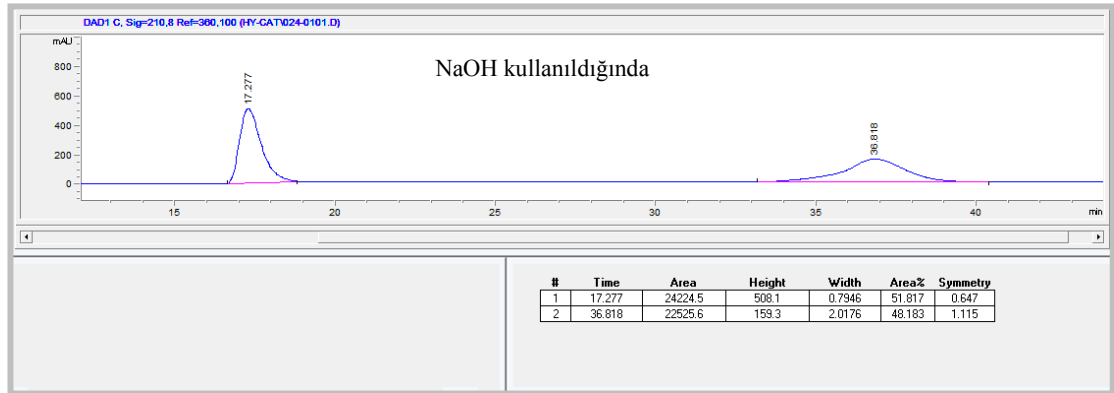 DAD1 C, Sig=210,8 Ref=360,100 (HY-CAT\024-0101.D)
mAU
NaOH kullanıldığında
800
600
400
200
0
17.277
36.818
15 20 25 30 35 40 min
# Time Area Height Width Area% Symmetry
1 17.277 24224.5 508.1 0.7946 51.817 0.647
2 36.818 22525.6 159.3 2.0176 48.183 1.115